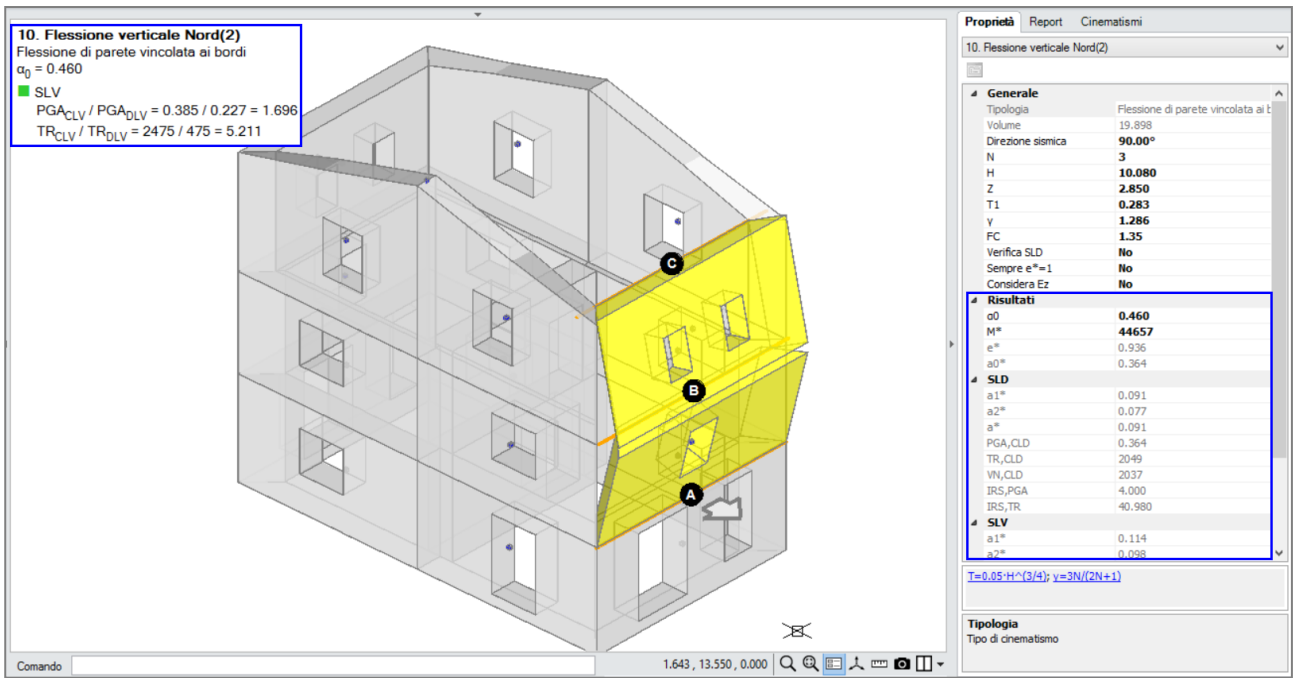 10. Flessione verticale Nord(2)
Flessione di parete vincolata ai bordi
α0 = 0.460
SLV
PGACLV / PGADLV = 0.385 / 0.227 = 1.696
TRCLV / TRDLV = 2475 / 475 = 5.211
C
B
A
Comando
1.643 , 13.550 , 0.000
Proprietà Report Cinematismi
10. Flessione verticale Nord(2)
Generale
Tipologia Flessione di parete vincolata ai b
Volume 19.898
Direzione sismica 90.00°
N 3
H 10.080
Z 2.850
T1 0.283
γ 1.286
FC 1.35
Verifica SLD No
Sempre e*=1 No
Considera Ez No
Risultati
α0 0.460
M* 44657
e* 0.936
a0* 0.364
SLD
a1* 0.091
a2* 0.077
a* 0.091
PGA,CLD 0.364
TR,CLD 2049
VN,CLD 2037
IRS,PGA 4.000
IRS,TR 40.980
SLV
a1* 0.114
a2* 0.098
T=0.05·H^(3/4); γ=3N/(2N+1)
Tipologia
Tipo di cinematismo